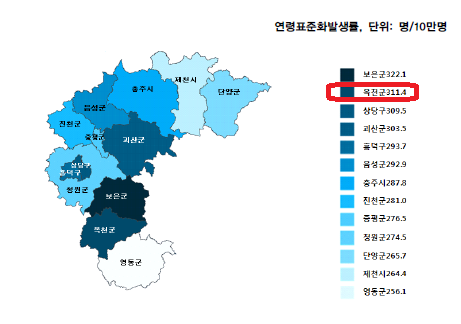 연령표준화발생률, 단위: 명/10만명
제천시
단양군
충주시
음성군
진천군
증평군
괴산군
상당구
흥덕구
청원군
보은군
옥천군
영동군
보은군322.1
옥천군311.4
상당구309.5
괴산군303.5
흥덕구293.7
음성군292.9
충주시287.8
진천군281.0
증평군276.5
청원군274.5
단양군265.7
제천시264.4
영동군256.1